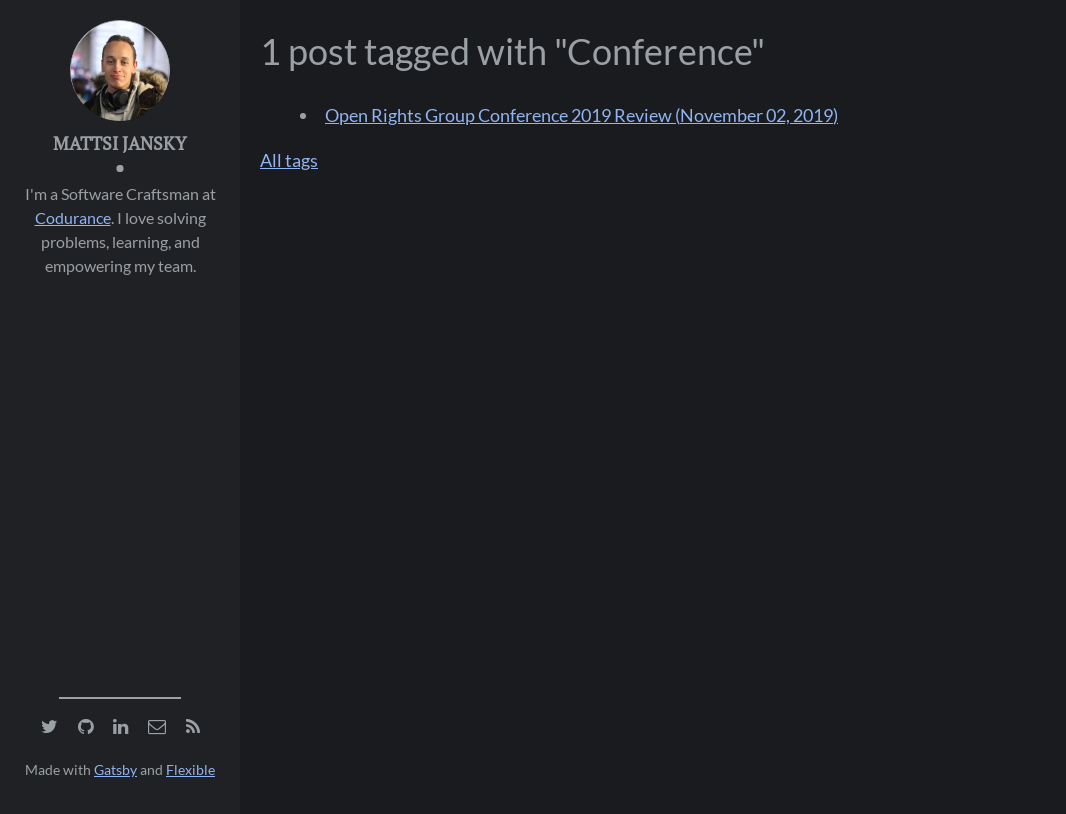 MATTSI JANSKY
I'm a Software Craftsman at
Codurance. I love solving
problems, learning, and
empowering my team.
Made with Gatsby and Flexible
1 post tagged with "Conference"
Open Rights Group Conference 2019 Review (November 02, 2019)
All tags